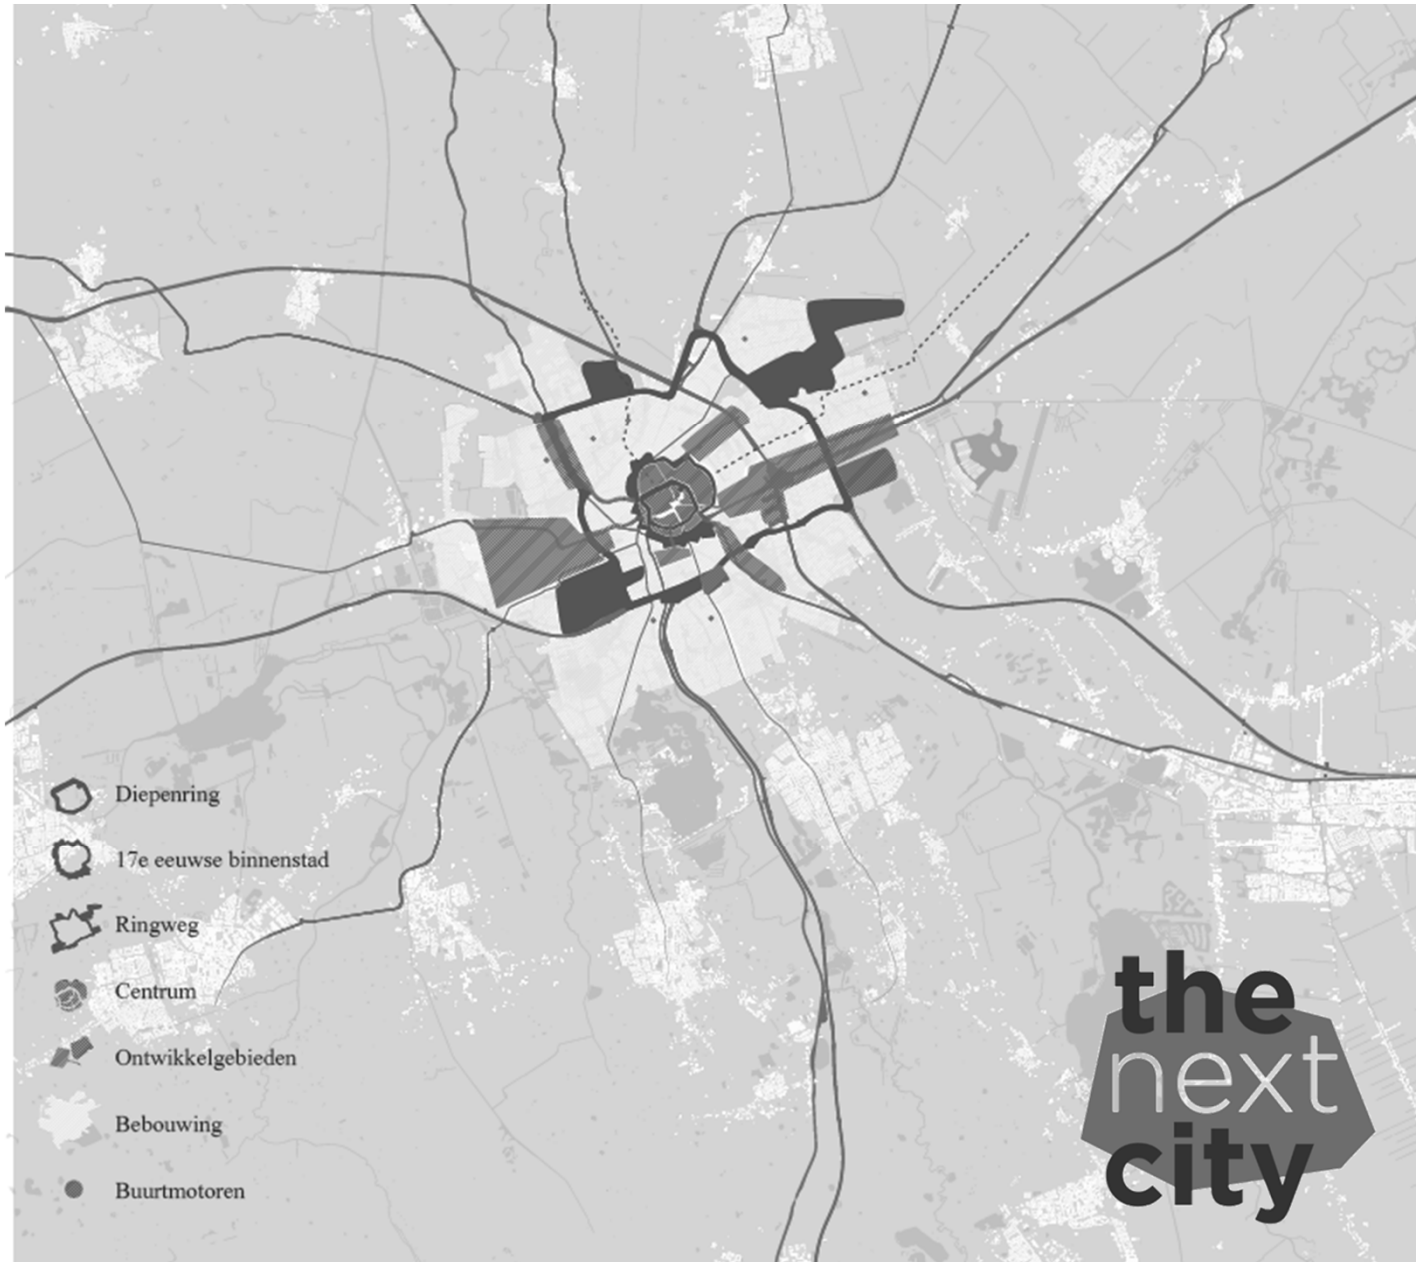 Diepenring
17e eeuwse binnenstad
Ringweg
Centrum
Ontwikkelgebieden
Bebouwing
Buurtmotoren
the
next
city